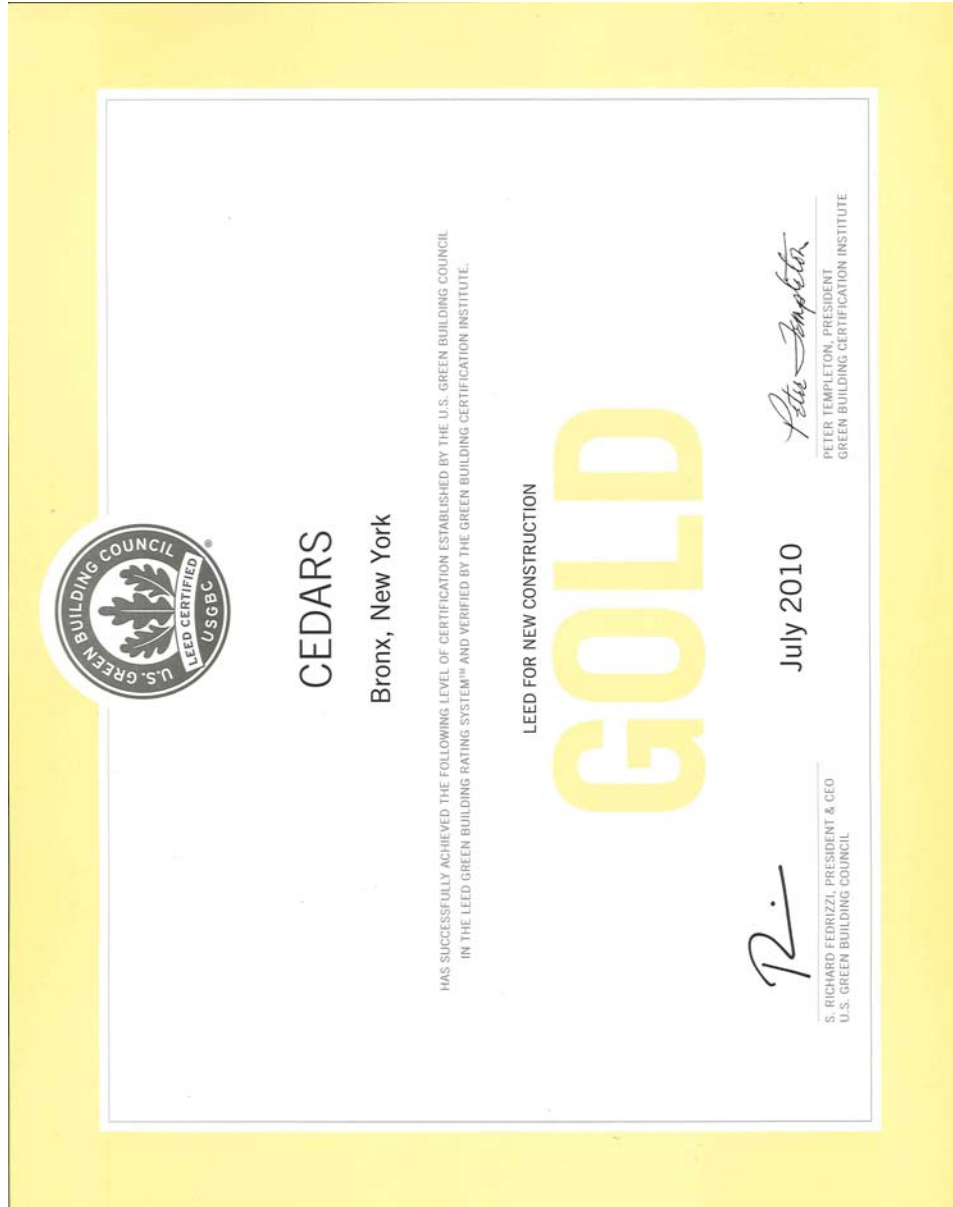 U.S. GREEN BUILDING COUNCIL
LEED CERTIFIED
USGBC
®
CEDARS
Bronx, New York
HAS SUCCESSFULLY ACHIEVED THE FOLLOWING LEVEL OF CERTIFICATION ESTABLISHED BY THE U.S. GREEN BUILDING COUNCIL
IN THE LEED GREEN BUILDING RATING SYSTEM™ AND VERIFIED BY THE GREEN BUILDING CERTIFICATION INSTITUTE.
LEED FOR NEW CONSTRUCTION
GOLD
S. RICHARD FEDRIZZI, PRESIDENT & CEO
U.S. GREEN BUILDING COUNCIL
July 2010
Peter Templeton
PETER TEMPLETON, PRESIDENT
GREEN BUILDING CERTIFICATION INSTITUTE